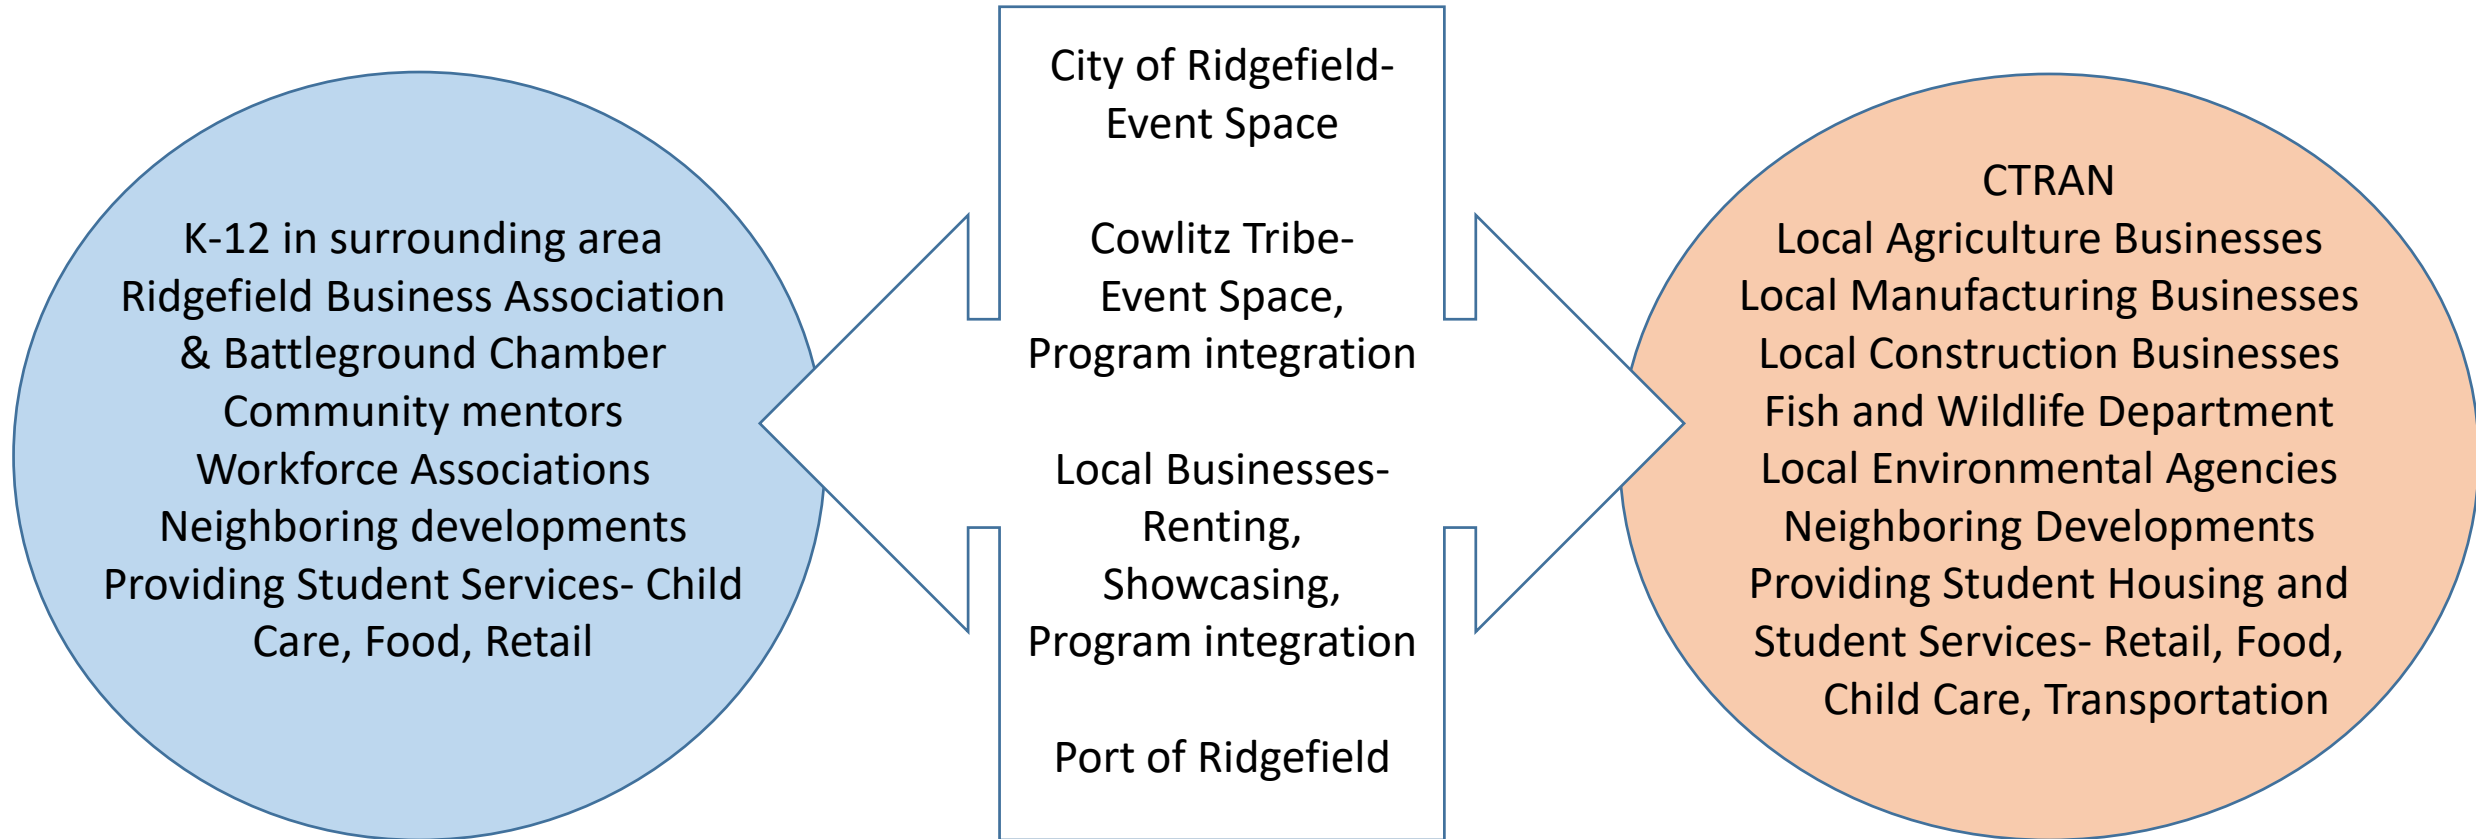 K-12 in surrounding area
Ridgefield Business Association
& Battleground Chamber
Community mentors
Workforce Associations
Neighboring developments
Providing Student Services- Child
Care, Food, Retail
City of Ridgefield-
Event Space
Cowlitz Tribe-
Event Space,
Program integration
Local Businesses-
Renting,
Showcasing,
Program integration
Port of Ridgefield
CTRAN
Local Agriculture Businesses
Local Manufacturing Businesses
Local Construction Businesses
Fish and Wildlife Department
Local Environmental Agencies
Neighboring Developments
Providing Student Housing and
Student Services- Retail, Food,
Child Care, Transportation